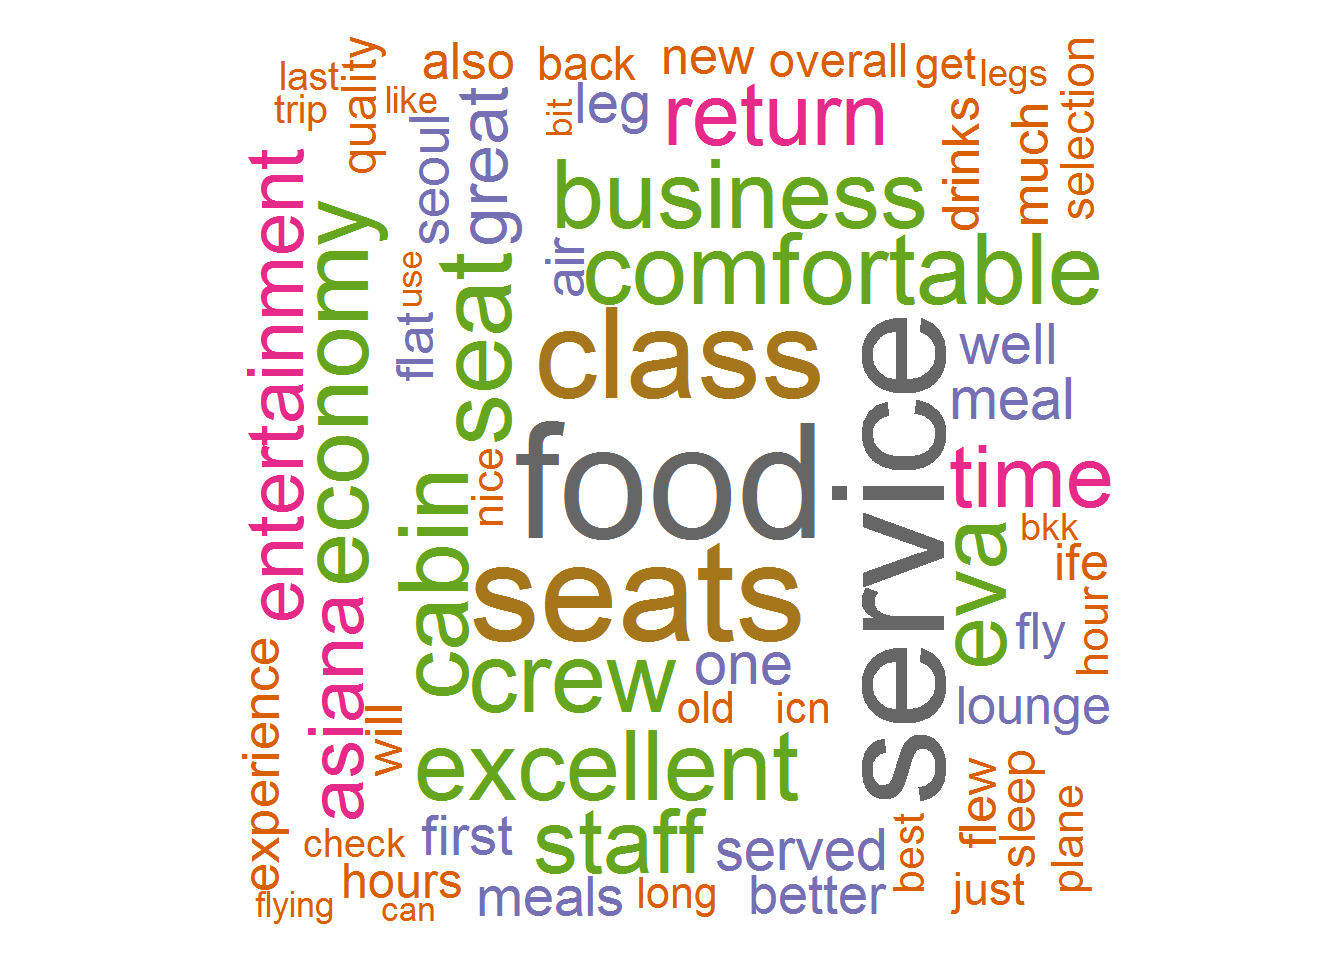 last
trip
quality
like
also
back
new
overall
get
legs
selection
seoul
great
bit
leg
return
drinks
much
entertainment
economy
flat
use
seat
air
business
comfortable
class
service
well
meal
nice
food
time
cabin
seats
eva
bkk
ife
hour
fly
asiana
crew
one
old
icn
lounge
experience
will
excellent
staff
check
first
served
best
flew
sleep
plane
hours
flying
can
meals
long
better
just